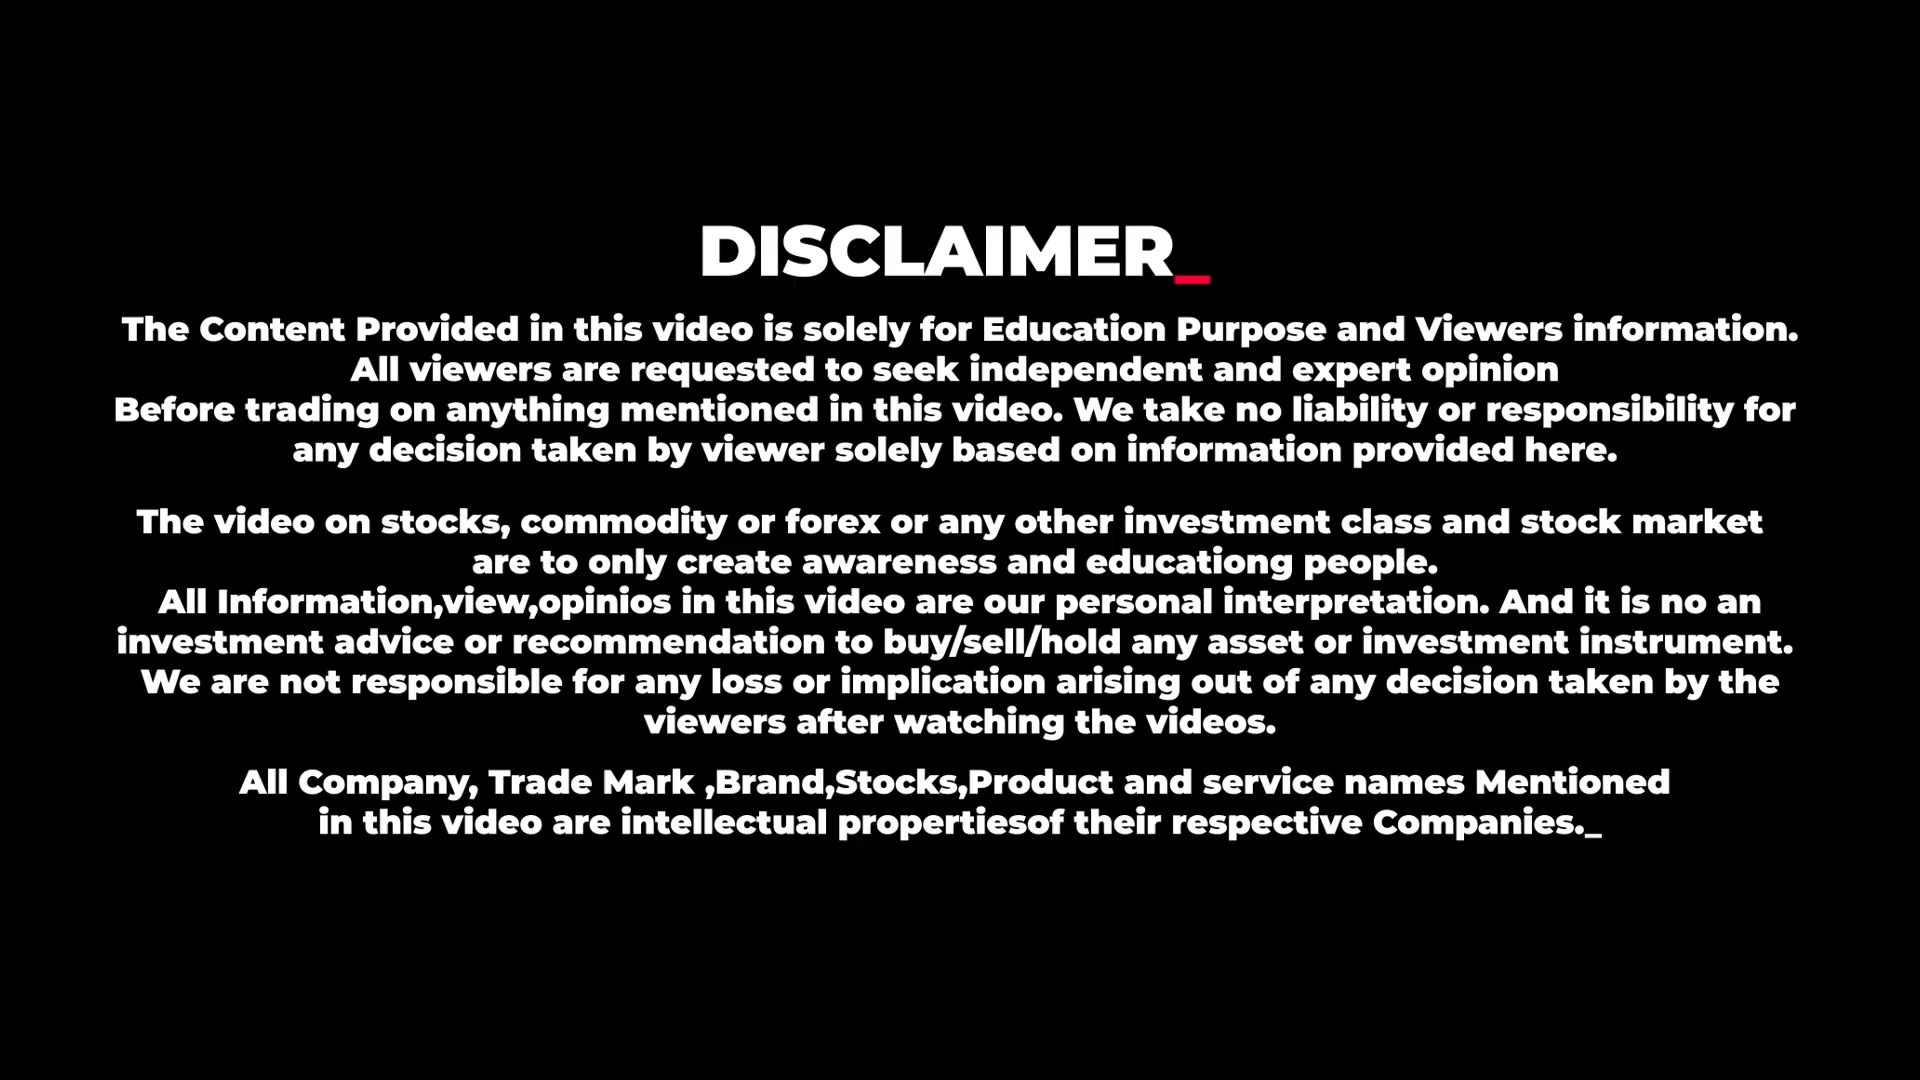 DISCLAIMER_
The Content Provided in this video is solely for Education Purpose and Viewers information.
All viewers are requested to seek independent and expert opinion
Before trading on anything mentioned in this video. We take no liability or responsibility for
any decision taken by viewer solely based on information provided here.
The video on stocks, commodity or forex or any other investment class and stock market
are to only create awareness and educationg people.
All Information,view,opinios in this video are our personal interpretation. And it is no an
investment advice or recommendation to buy/sell/hold any asset or investment instrument.
We are not responsible for any loss or implication arising out of any decision taken by the
viewers after watching the videos.
All Company, Trade Mark ,Brand,Stocks,Product and service names Mentioned
in this video are intellectual propertiesof their respective Companies._